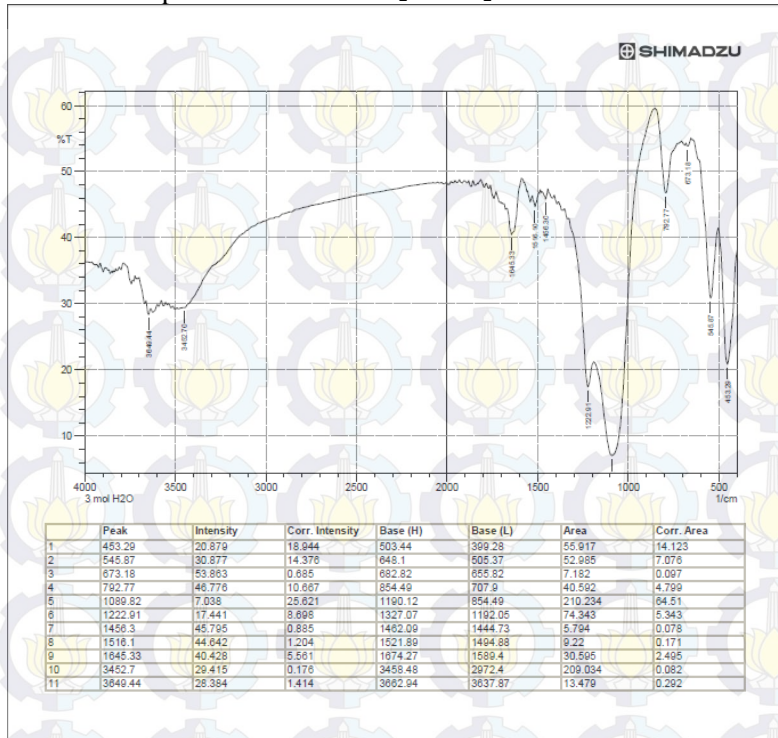 SHIMADZU
60
%T
50
40
30
20
10
3649.44
3452.70
1645.33
1516.10
1456.30
1222.91
792.77
673.18
545.87
453.29
4000 3500 3000 2500 2000 1500 1000 500
3 mol H2O 1/cm
Peak Intensity Corr. Intensity Base (H) Base (L) Area Corr. Area
1 453.29 20.879 18.944 503.44 399.28 55.917 14.123
2 545.87 30.877 14.376 648.1 505.37 52.985 7.076
3 673.18 53.863 0.685 682.82 655.82 7.182 0.097
4 792.77 46.776 10.667 854.49 707.9 40.592 4.799
5 1089.82 7.038 25.621 1190.12 854.49 210.234 64.51
6 1222.91 17.441 8.698 1327.07 1192.05 74.343 5.343
7 1456.3 45.795 0.885 1462.09 1444.73 5.794 0.078
8 1516.1 44.642 1.204 1521.89 1494.88 9.22 0.171
9 1645.33 40.428 5.561 1674.27 1589.4 30.595 2.495
10 3452.7 29.415 0.176 3458.48 2972.4 209.034 0.082
11 3649.44 28.384 1.414 3662.94 3637.87 13.479 0.292